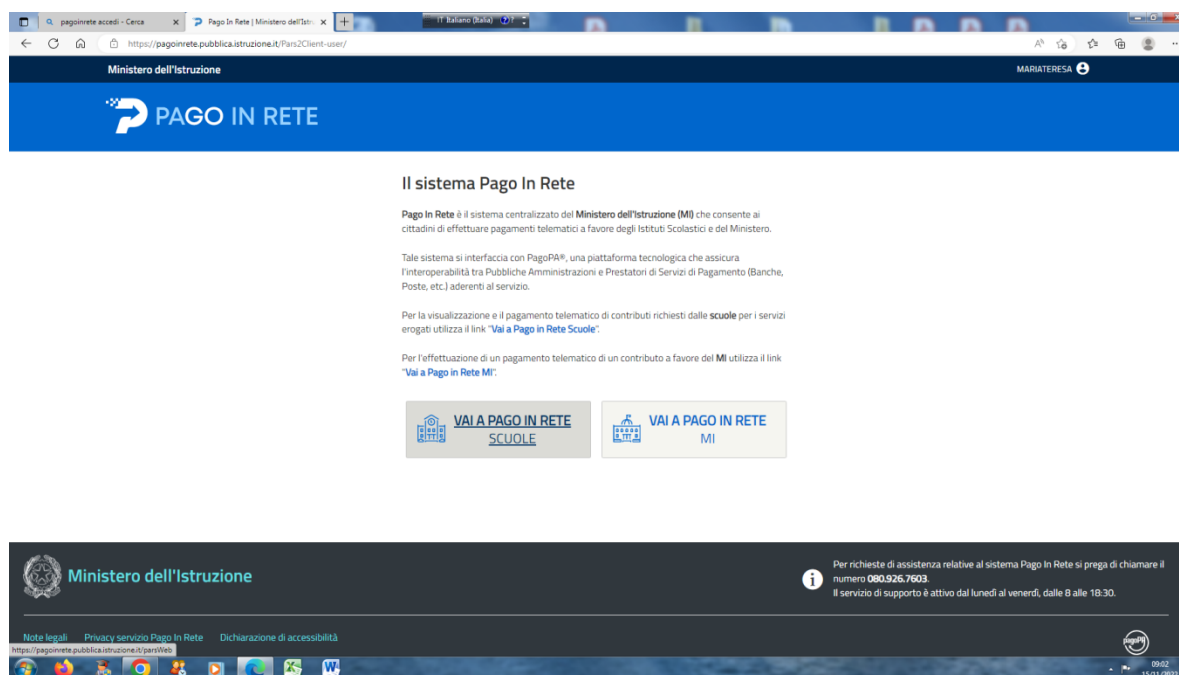 pagoinrete accedi - Cerca
Pago In Rete | Ministero dell'Istru
IT Italiano (Italia)
https://pagoinrete.pubblica.istruzione.it/Pars2Client-user/
Ministero dell'Istruzione
MARIATERESA
PAGO IN RETE
Il sistema Pago In Rete
Pago In Rete è il sistema centralizzato del Ministero dell'Istruzione (MI) che consente ai
cittadini di effettuare pagamenti telematici a favore degli Istituti Scolastici e del Ministero.
Tale sistema si interfaccia con PagoPA®, una piattaforma tecnologica che assicura
l'interoperabilità tra Pubbliche Amministrazioni e Prestatori di Servizi di Pagamento (Banche,
Poste, etc.) aderenti al servizio.
Per la visualizzazione e il pagamento telematico di contributi richiesti dalle scuole per i servizi
erogati utilizza il link "Vai a Pago in Rete Scuole".
Per l'effettuazione di un pagamento telematico di un contributo a favore del MI utilizza il link
"Vai a Pago in Rete MI".
VAI A PAGO IN RETE
SCUOLE
VAI A PAGO IN RETE
MI
Ministero dell'Istruzione
Per richieste di assistenza relative al sistema Pago In Rete si prega di chiamare il
numero 080.926.7603.
Il servizio di supporto è attivo dal lunedì al venerdì, dalle 8 alle 18:30.
Note legali Privacy servizio Pago In Rete Dichiarazione di accessibilità
https://pagoinrete.pubblica.istruzione.it/parsWeb
pagoPA
09:02
15/11/2022